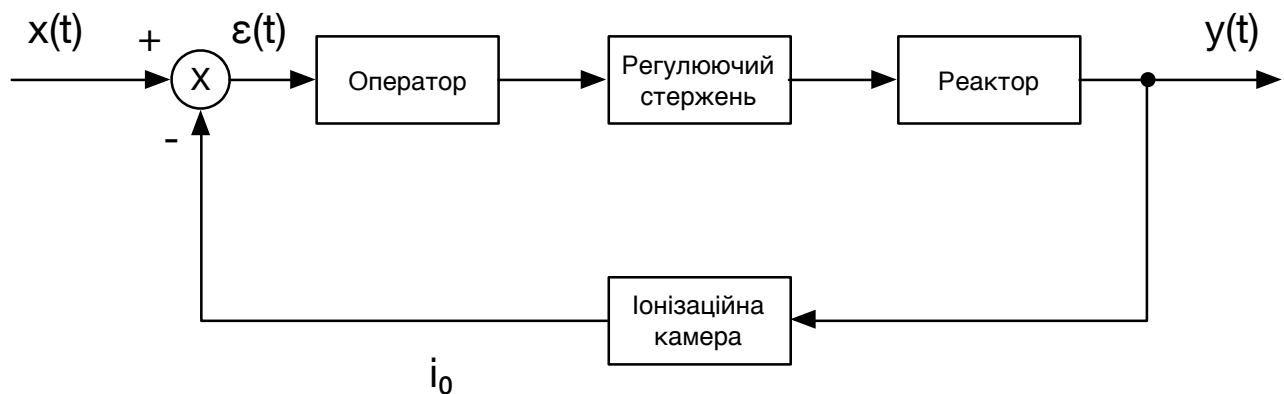 x(t)
+
X
-
ε(t)
Оператор
Регулюючий
стержень
Реактор
y(t)
Іонізаційна
камера
i₀